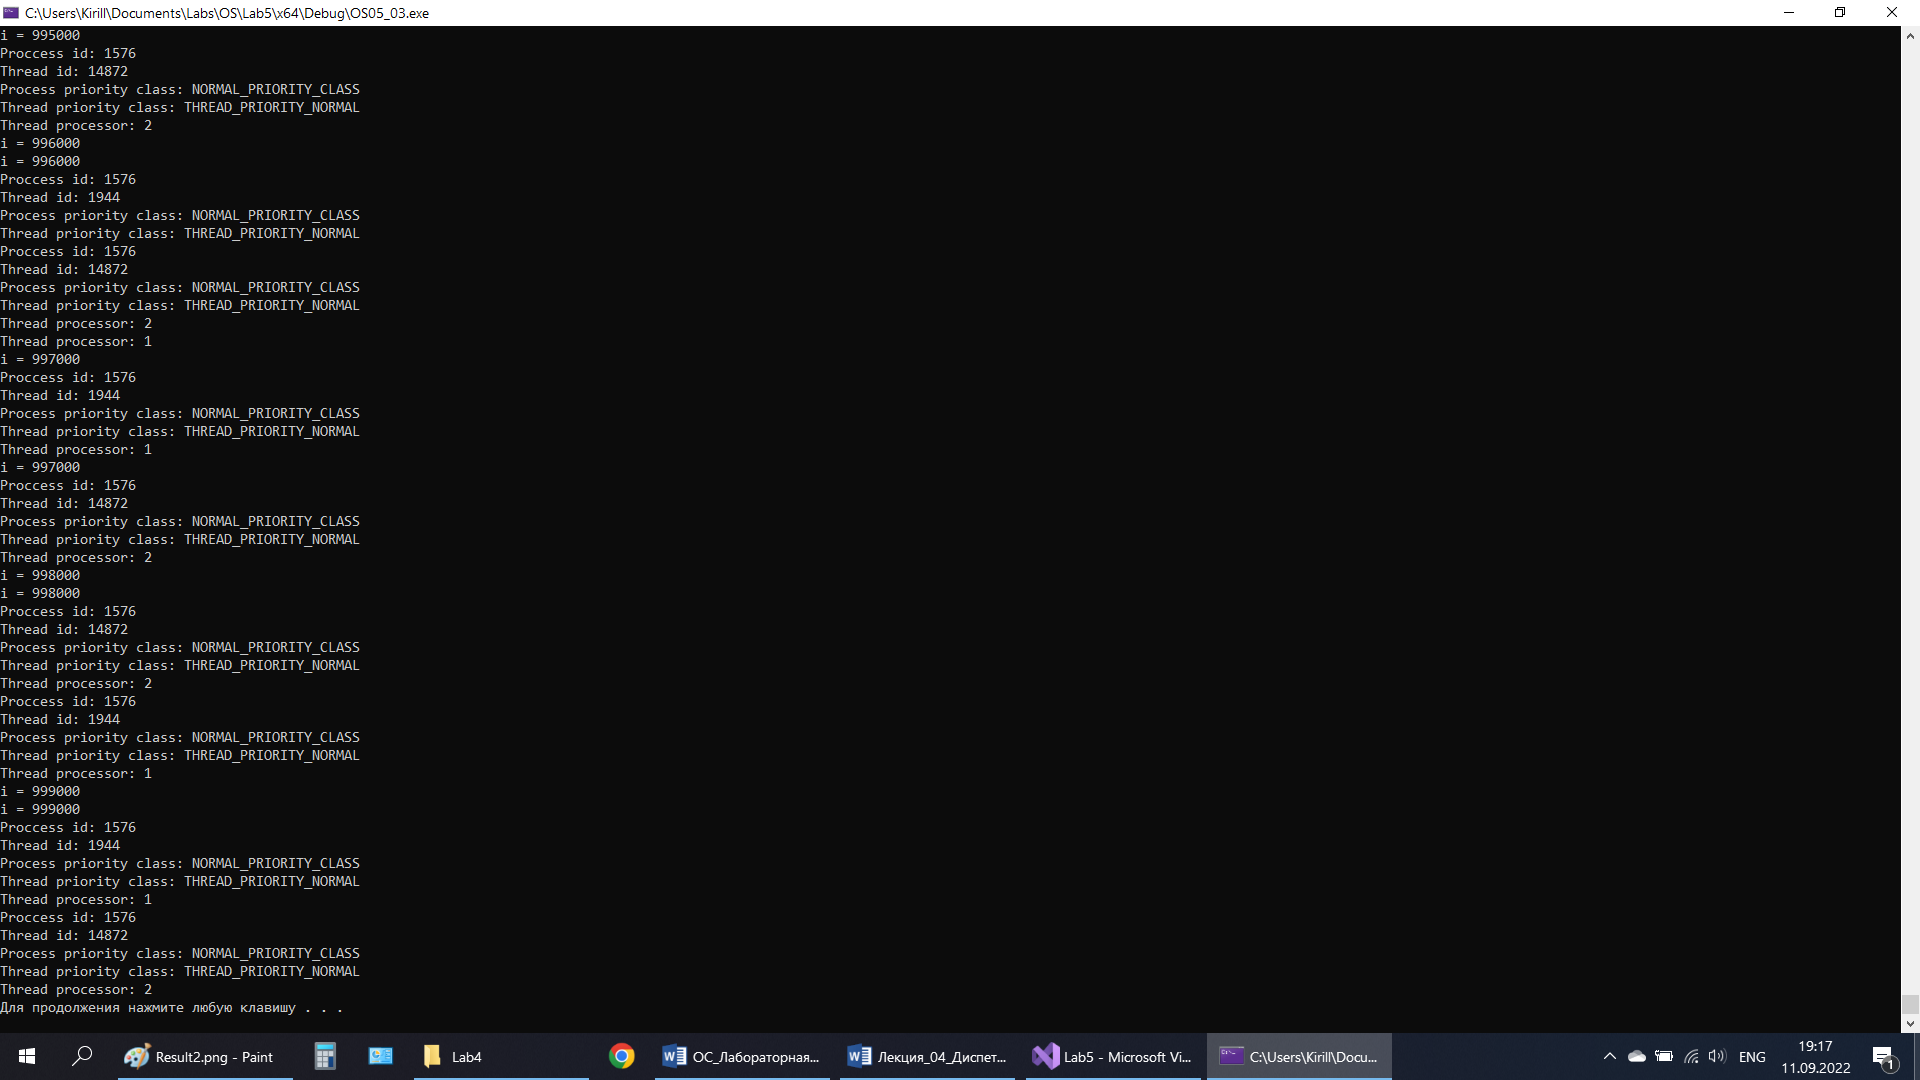 C:\Users\Kirill\Documents\Labs\OS\Lab5\x64\Debug\OS05_03.exe
i = 995000
Proccess id: 1576
Thread id: 14872
Process priority class: NORMAL_PRIORITY_CLASS
Thread priority class: THREAD_PRIORITY_NORMAL
Thread processor: 2
i = 996000
i = 996000
Proccess id: 1576
Thread id: 1944
Process priority class: NORMAL_PRIORITY_CLASS
Thread priority class: THREAD_PRIORITY_NORMAL
Proccess id: 1576
Thread id: 14872
Process priority class: NORMAL_PRIORITY_CLASS
Thread priority class: THREAD_PRIORITY_NORMAL
Thread processor: 2
Thread processor: 1
i = 997000
Proccess id: 1576
Thread id: 1944
Process priority class: NORMAL_PRIORITY_CLASS
Thread priority class: THREAD_PRIORITY_NORMAL
Thread processor: 1
i = 997000
Proccess id: 1576
Thread id: 14872
Process priority class: NORMAL_PRIORITY_CLASS
Thread priority class: THREAD_PRIORITY_NORMAL
Thread processor: 2
i = 998000
i = 998000
Proccess id: 1576
Thread id: 14872
Process priority class: NORMAL_PRIORITY_CLASS
Thread priority class: THREAD_PRIORITY_NORMAL
Thread processor: 2
Proccess id: 1576
Thread id: 1944
Process priority class: NORMAL_PRIORITY_CLASS
Thread priority class: THREAD_PRIORITY_NORMAL
Thread processor: 1
i = 999000
i = 999000
Proccess id: 1576
Thread id: 1944
Process priority class: NORMAL_PRIORITY_CLASS
Thread priority class: THREAD_PRIORITY_NORMAL
Thread processor: 1
Proccess id: 1576
Thread id: 14872
Process priority class: NORMAL_PRIORITY_CLASS
Thread priority class: THREAD_PRIORITY_NORMAL
Thread processor: 2
Для продолжения нажмите любую клавишу . . .
Result2.png - Paint
Lab4
ОС_Лабораторная...
Лекция_04_Диспет...
Lab5 - Microsoft Vi...
C:\Users\Kirill\Docu...
ENG
19:17
11.09.2022
1